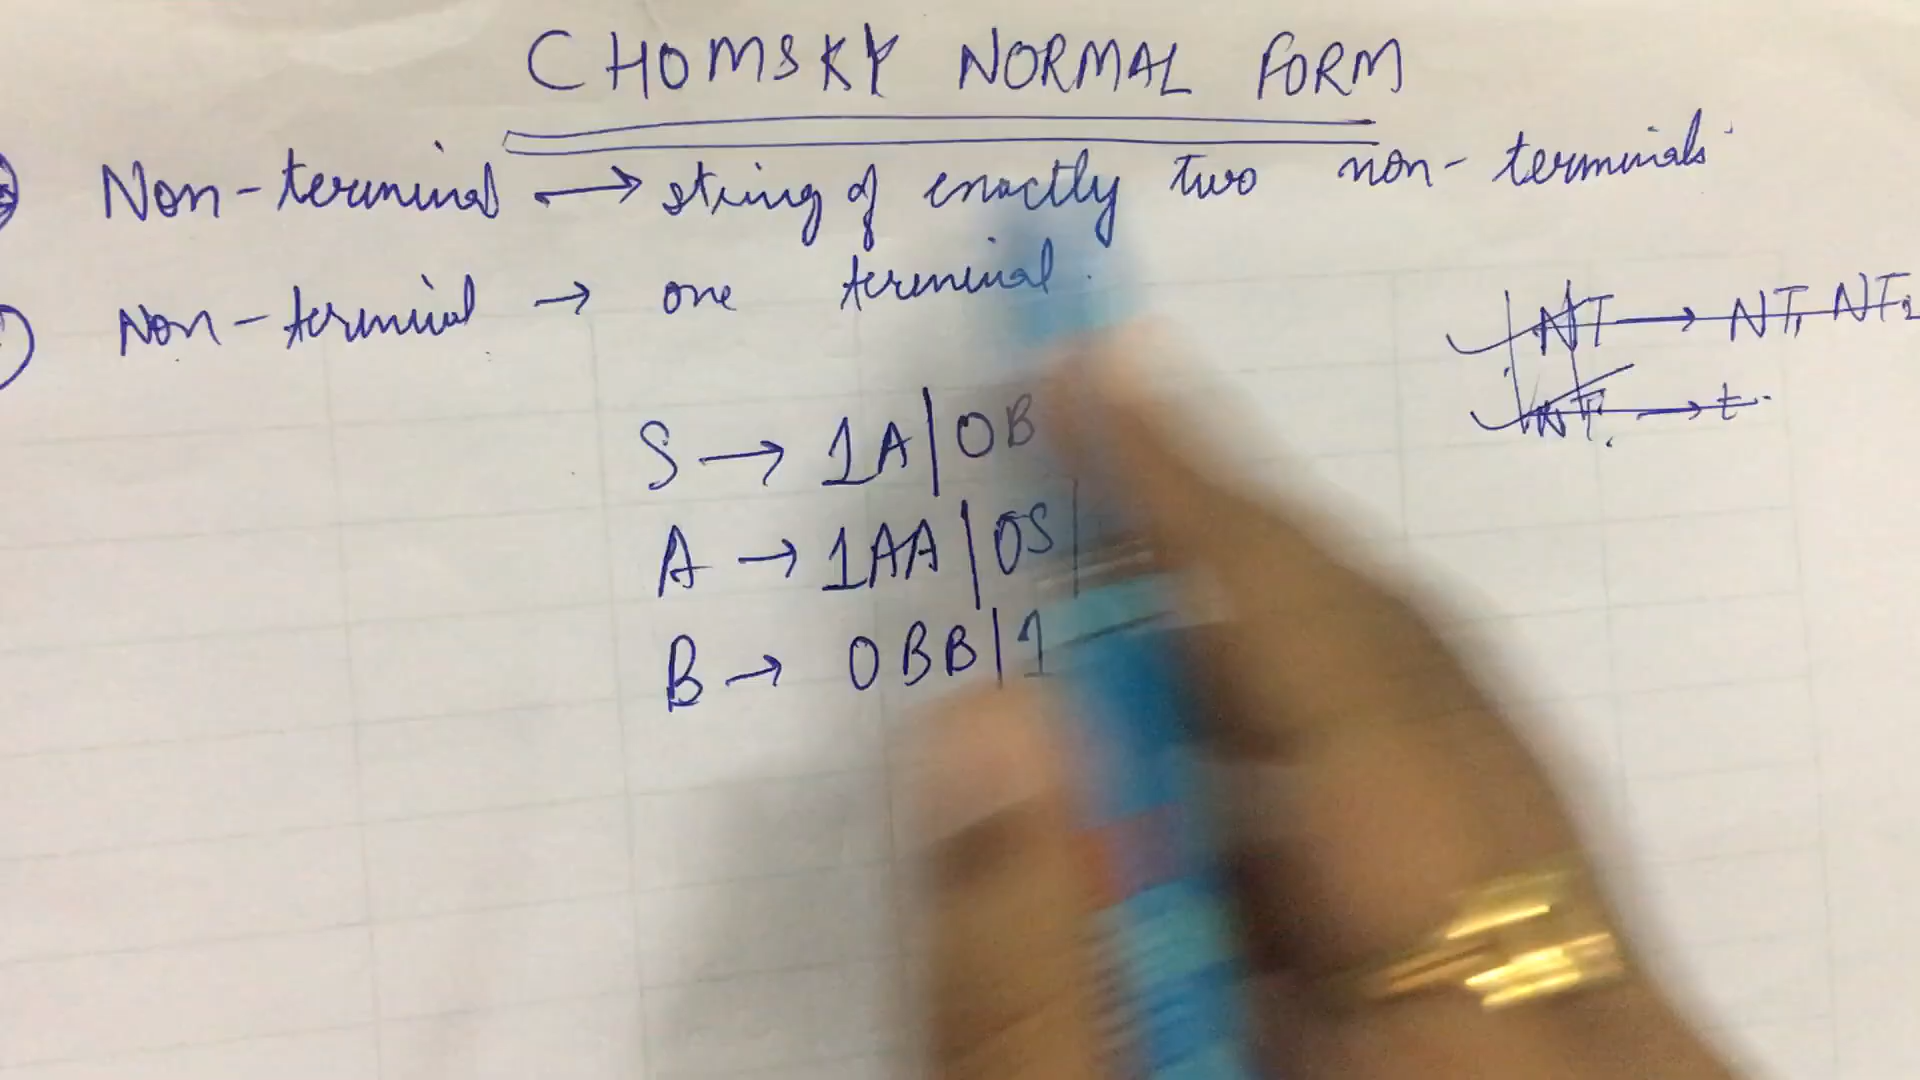 CHOMSKY NORMAL FORM
Non-terminal → string of exactly two non-terminals
Non-terminal → one terminal.
NT → NT₁ NT₂
NT → t.
S → 1A | 0B
A → 1AA | 0S |
B → 0BB | 1